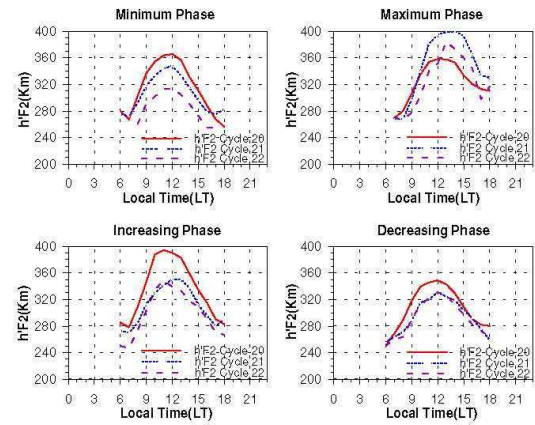 Minimum Phase
h'F2(Km)
400
360
320
280
240
200
h'F2 Cycle 20
h'F2 Cycle 21
h'F2 Cycle 22
0 3 6 9 12 15 18 21
Local Time(LT)
Maximum Phase
h'F2(Km)
400
360
320
280
240
200
h'F2 Cycle 20
h'F2 Cycle 21
h'F2 Cycle 22
0 3 6 9 12 15 18 21
Local Time(LT)
Increasing Phase
h'F2(Km)
400
360
320
280
240
200
h'F2 Cycle 20
h'F2 Cycle 21
h'F2 Cycle 22
0 3 6 9 12 15 18 21
Local Time(LT)
Decreasing Phase
h'F2(Km)
400
360
320
280
240
200
h'F2 Cycle 20
h'F2 Cycle 21
h'F2 Cycle 22
0 3 6 9 12 15 18 21
Local Time(LT)